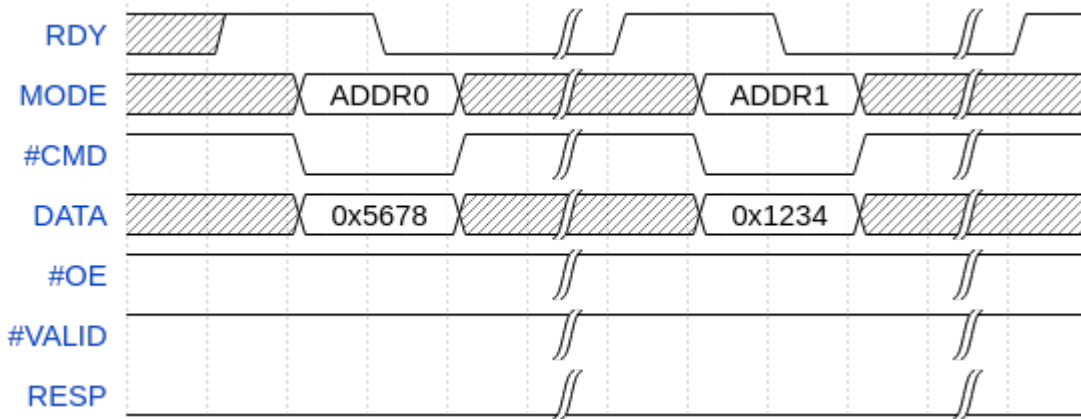 RDY
MODE ADDR0 ADDR1
#CMD
DATA 0x5678 0x1234
#OE
#VALID
RESP